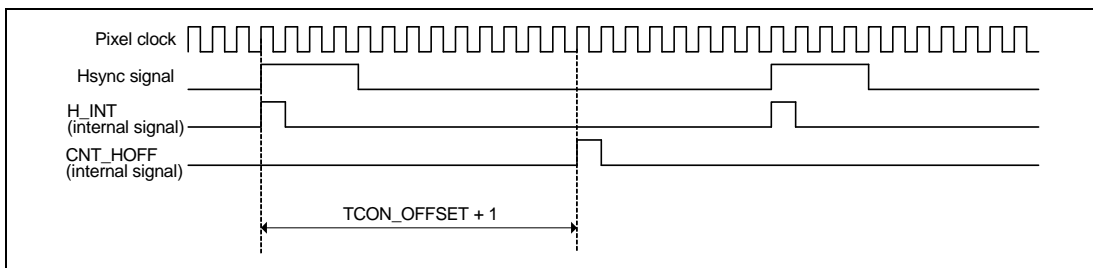 Pixel clock
Hsync signal
H_INT
(internal signal)
CNT_HOFF
(internal signal)
TCON_OFFSET + 1